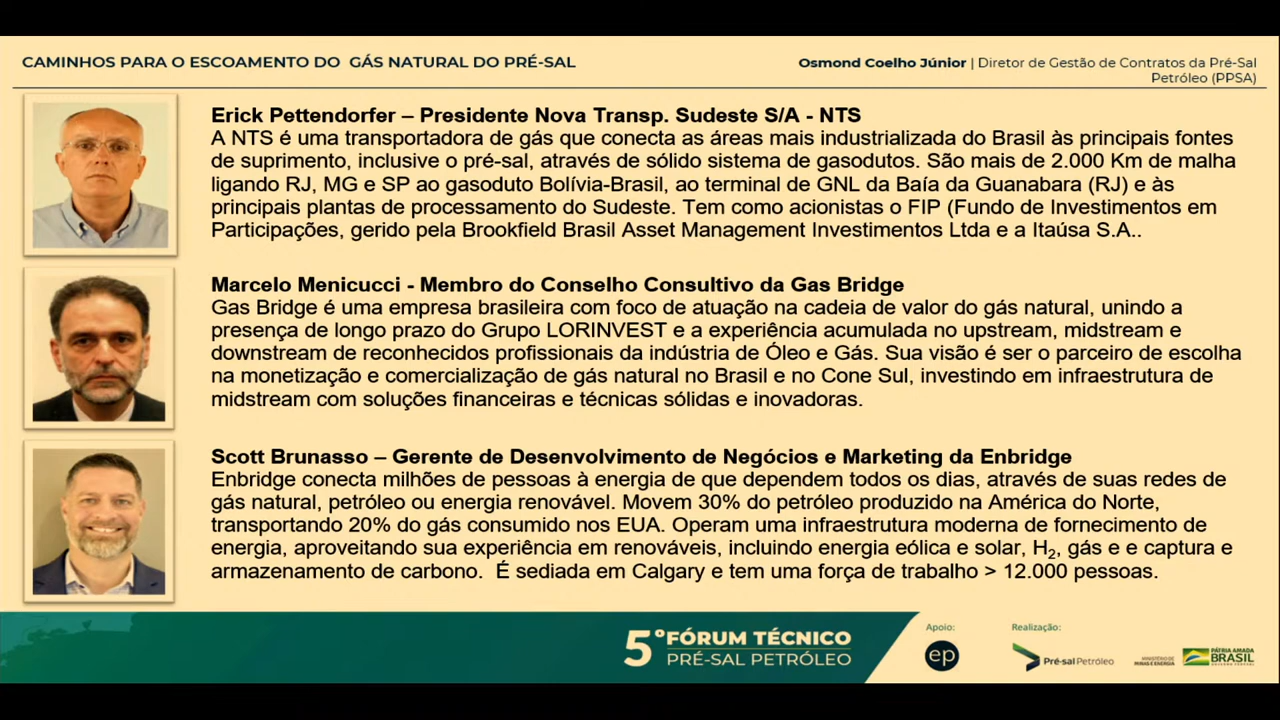 CAMINHOS PARA O ESCOAMENTO DO GÁS NATURAL DO PRÉ-SAL
Osmond Coelho Júnior | Diretor de Gestão de Contratos da Pré-Sal
Petróleo (PPSA)
Erick Pettendorfer – Presidente Nova Transp. Sudeste S/A - NTS
A NTS é uma transportadora de gás que conecta as áreas mais industrializada do Brasil às principais fontes
de suprimento, inclusive o pré-sal, através de sólido sistema de gasodutos. São mais de 2.000 Km de malha
ligando RJ, MG e SP ao gasoduto Bolívia-Brasil, ao terminal de GNL da Baía da Guanabara (RJ) e às
principais plantas de processamento do Sudeste. Tem como acionistas o FIP (Fundo de Investimentos em
Participações, gerido pela Brookfield Brasil Asset Management Investimentos Ltda e a Itaúsa S.A..
Marcelo Menicucci - Membro do Conselho Consultivo da Gas Bridge
Gas Bridge é uma empresa brasileira com foco de atuação na cadeia de valor do gás natural, unindo a
presença de longo prazo do Grupo LORINVEST e a experiência acumulada no upstream, midstream e
downstream de reconhecidos profissionais da indústria de Óleo e Gás. Sua visão é ser o parceiro de escolha
na monetização e comercialização de gás natural no Brasil e no Cone Sul, investindo em infraestrutura de
midstream com soluções financeiras e técnicas sólidas e inovadoras.
Scott Brunasso – Gerente de Desenvolvimento de Negócios e Marketing da Enbridge
Enbridge conecta milhões de pessoas à energia de que dependem todos os dias, através de suas redes de
gás natural, petróleo ou energia renovável. Movem 30% do petróleo produzido na América do Norte,
transportando 20% do gás consumido nos EUA. Operam uma infraestrutura moderna de fornecimento de
energia, aproveitando sua experiência em renováveis, incluindo energia eólica e solar, H₂, gás e e captura e
armazenamento de carbono. É sediada em Calgary e tem uma força de trabalho > 12.000 pessoas.
5º FÓRUM TÉCNICO
PRÉ-SAL PETRÓLEO
Apoio:
ep
Realização:
Pré-sal Petróleo
MINISTÉRIO DE
MINAS E ENERGIA
PÁTRIA AMADA
BRASIL
GOVERNO FEDERAL